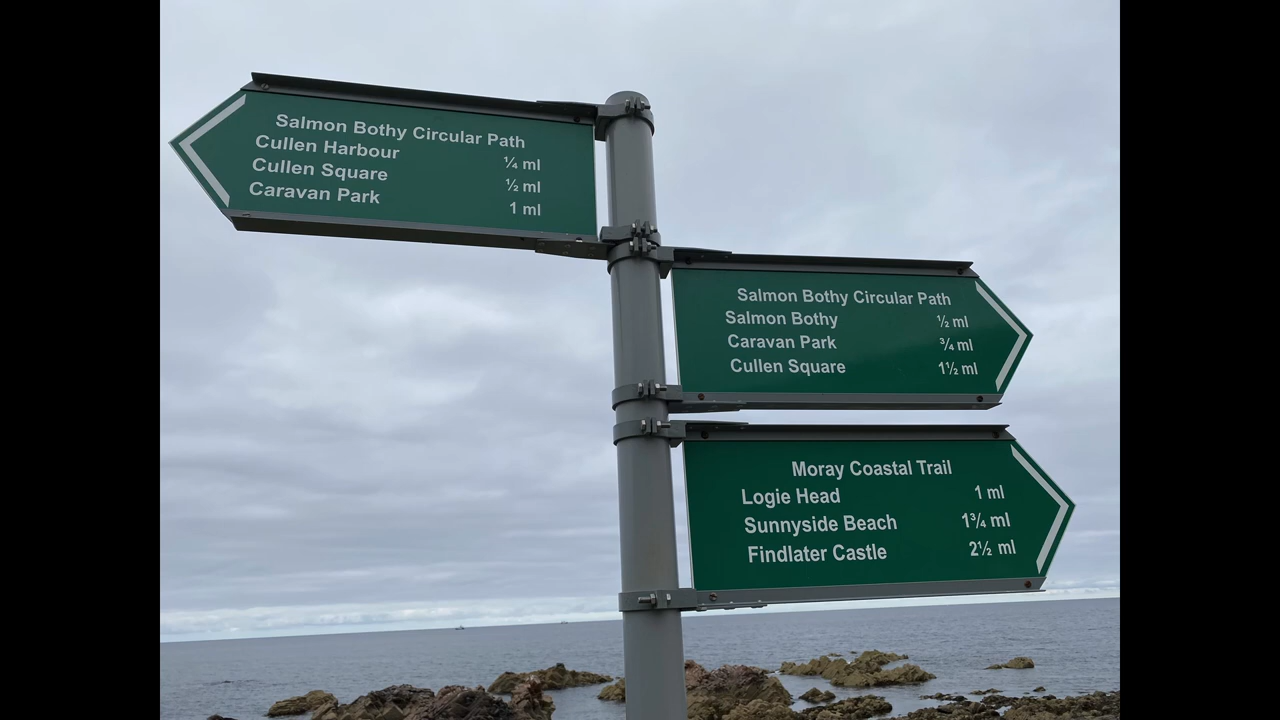 Salmon Bothy Circular Path
Cullen Harbour ¼ ml
Cullen Square ½ ml
Caravan Park 1 ml
Salmon Bothy Circular Path
Salmon Bothy ½ ml
Caravan Park ¾ ml
Cullen Square 1½ ml
Moray Coastal Trail
Logie Head 1 ml
Sunnyside Beach 1¾ ml
Findlater Castle 2½ ml